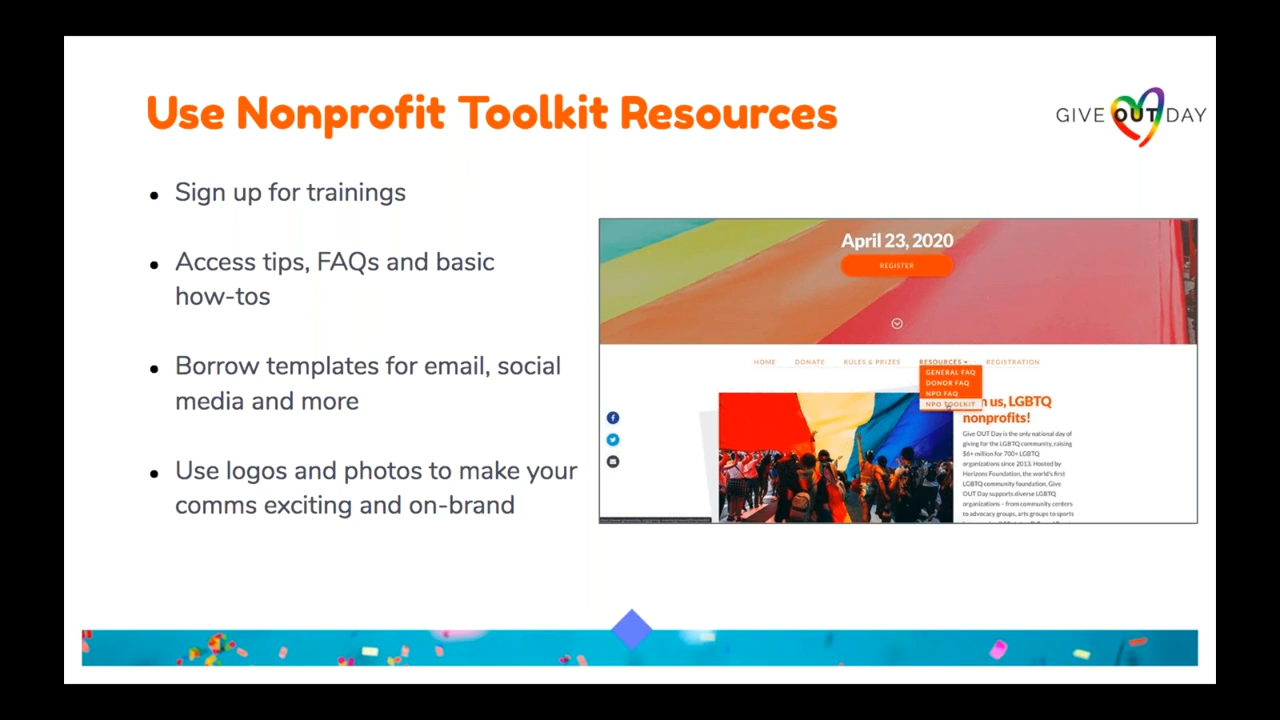 Use Nonprofit Toolkit Resources
GIVE OUT DAY
• Sign up for trainings
• Access tips, FAQs and basic
how-tos
• Borrow templates for email, social
media and more
• Use logos and photos to make your
comms exciting and on-brand
April 23, 2020
REGISTER
HOME DONATE RULES & PRIZES RESOURCES REGISTRATION
GENERAL FAQ
DONOR FAQ
NPO FAQ
NPO TOOLKIT
n us, LGBTQ
nonprofits!
Give OUT Day is the only national day of
giving for the LGBTQ community, raising
$6+ million for 700+ LGBTQ
organizations since 2013. Hosted by
Horizons Foundation, the world's first
LGBTQ community foundation, Give
OUT Day supports diverse LGBTQ
organizations – from community centers
to advocacy groups, arts groups to sports